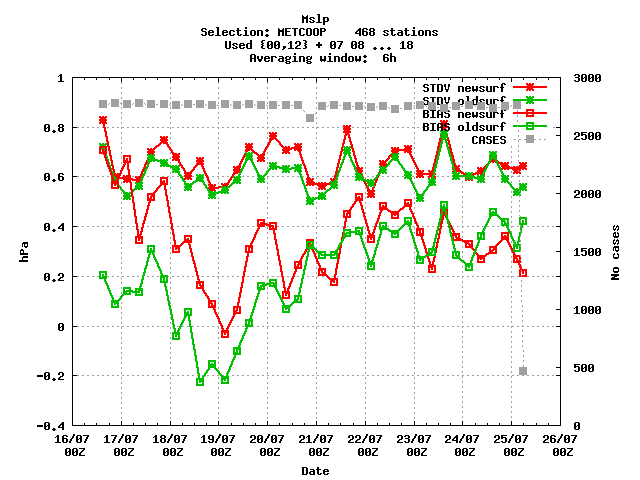 Mslp
Selection: METCOOP    468 stations
Used {00,12} + 07 08 ... 18
Averaging window:  6h
STDV newsurf
STDV oldsurf
BIAS newsurf
BIAS oldsurf
CASES
1
0.8
0.6
0.4
0.2
0
-0.2
-0.4
hPa
3000
2500
2000
1500
1000
500
0
No cases
16/07 17/07 18/07 19/07 20/07 21/07 22/07 23/07 24/07 25/07 26/07
00Z 00Z 00Z 00Z 00Z 00Z 00Z 00Z 00Z 00Z 00Z
Date